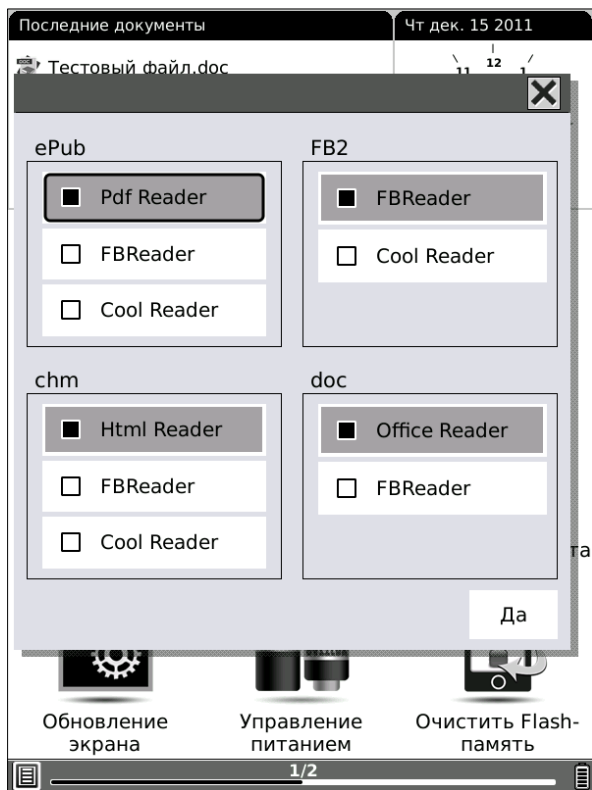 Последние документы
Чт дек. 15 2011
Тестовый файл.doc
11 12 1
ePub
Pdf Reader
FBReader
Cool Reader
FB2
FBReader
Cool Reader
chm
Html Reader
FBReader
Cool Reader
doc
Office Reader
FBReader
та
Да
Обновление
экрана
Управление
питанием
Очистить Flash-
память
1/2